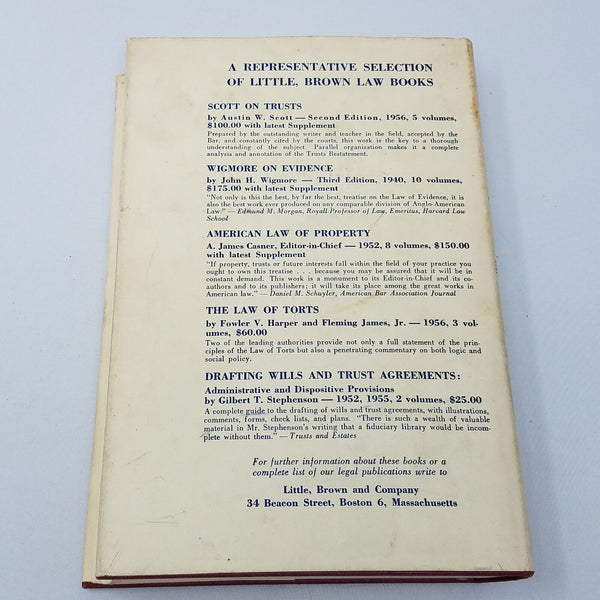 A REPRESENTATIVE SELECTION
OF LITTLE, BROWN LAW BOOKS
SCOTT ON TRUSTS
by Austin W. Scott — Second Edition, 1956, 5 volumes,
$100.00 with latest Supplement
Prepared by the outstanding writer and teacher in the field, accepted by the
Bar, and constantly cited by the courts, this work is the key to a thorough
understanding of the subject. Parallel organization makes it a complete
analysis and annotation of the Trusts Restatement.
WIGMORE ON EVIDENCE
by John H. Wigmore — Third Edition, 1940, 10 volumes,
$175.00 with latest Supplement
"Not only is this the best, by far the best, treatise on the Law of Evidence, it is
also the best work ever produced on any comparable division of Anglo-American
Law." — Edmund M. Morgan, Royall Professor of Law, Emeritus, Harvard Law
School
AMERICAN LAW OF PROPERTY
A. James Casner, Editor-in-Chief — 1952, 8 volumes, $150.00
with latest Supplement
"If property, trusts or future interests fall within the field of your practice you
ought to own this treatise . . . because you may be assured that it will be in
constant demand. This work is a monument to its Editor-in-Chief and its co-
authors and to its publishers; it will take its place among the great works in
American law." — Daniel M. Schuyler, American Bar Association Journal
THE LAW OF TORTS
by Fowler V. Harper and Fleming James, Jr. — 1956, 3 vol-
umes, $60.00
Two of the leading authorities provide not only a full statement of the prin-
ciples of the Law of Torts but also a penetrating commentary on both logic and
social policy.
DRAFTING WILLS AND TRUST AGREEMENTS:
Administrative and Dispositive Provisions
by Gilbert T. Stephenson — 1952, 1955, 2 volumes, $25.00
A complete guide to the drafting of wills and trust agreements, with illustrations,
comments, forms, check lists, and plans. "There is such a wealth of valuable
material in Mr. Stephenson's writing that a fiduciary library would be incom-
plete without them." — Trusts and Estates
For further information about these books or a
complete list of our legal publications write to
Little, Brown and Company
34 Beacon Street, Boston 6, Massachusetts